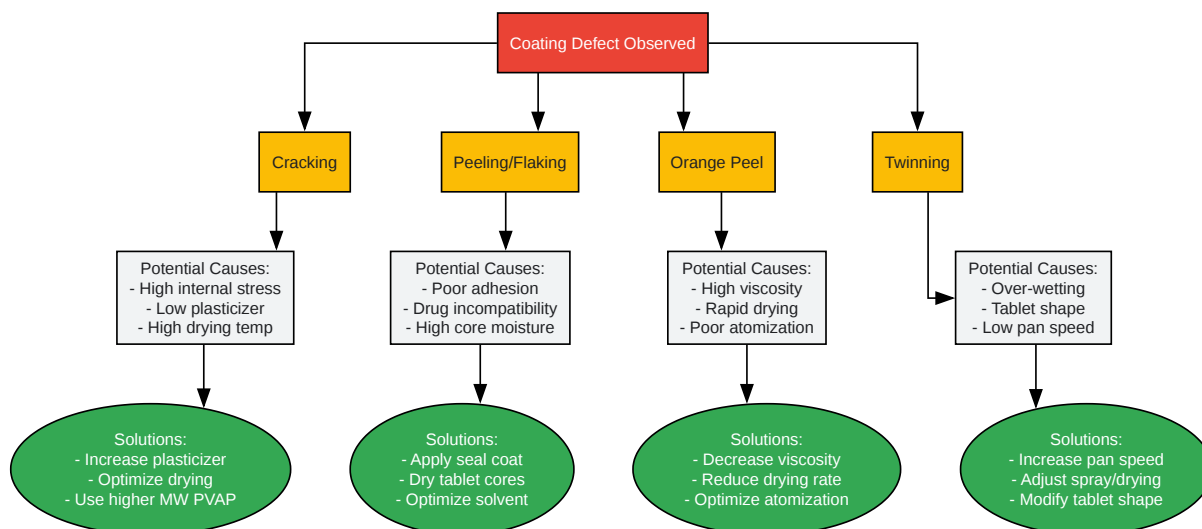 Coating Defect Observed
Cracking
Peeling/Flaking
Orange Peel
Twinning
Potential Causes:
- High internal stress
- Low plasticizer
- High drying temp
Potential Causes:
- Poor adhesion
- Drug incompatibility
- High core moisture
Potential Causes:
- High viscosity
- Rapid drying
- Poor atomization
Potential Causes:
- Over-wetting
- Tablet shape
- Low pan speed
Solutions:
- Increase plasticizer
- Optimize drying
- Use higher MW PVAP
Solutions:
- Apply seal coat
- Dry tablet cores
- Optimize solvent
Solutions:
- Decrease viscosity
- Reduce drying rate
- Optimize atomization
Solutions:
- Increase pan speed
- Adjust spray/drying
- Modify tablet shape